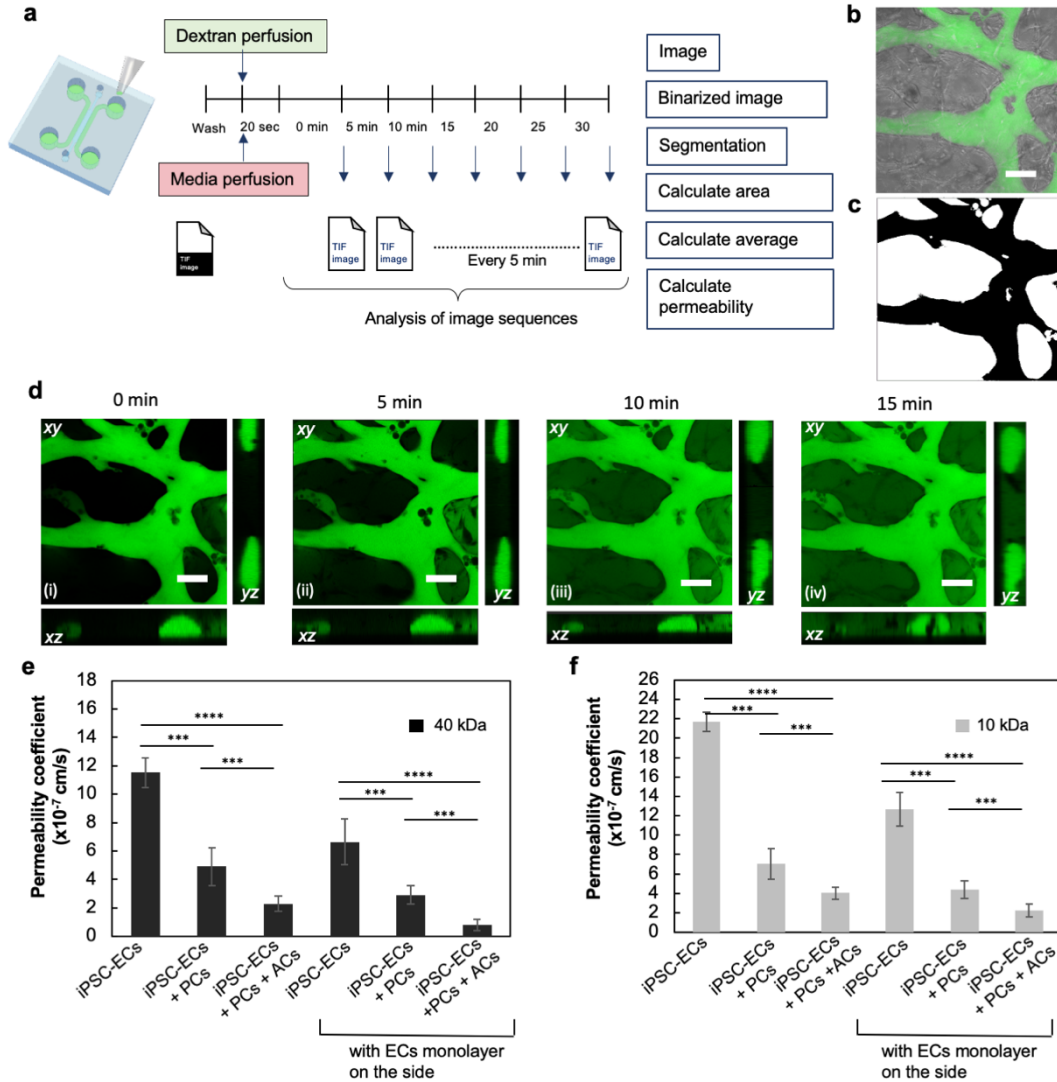 a
Dextran perfusion
Wash
20 sec
0 min
5 min
10 min
15
20
25
30
Media perfusion
TIF
image
TIF
image
TIF
image
TIF
image
Every 5 min
Analysis of image sequences
Image
Binarized image
Segmentation
Calculate area
Calculate average
Calculate
permeability
b
c
d
0 min
5 min
10 min
15 min
xy
(i)
yz
xz
xy
(ii)
yz
xz
xy
(iii)
yz
xz
xy
(iv)
yz
xz
e
Permeability coefficient
(x10⁻⁷ cm/s)
18
16
14
12
10
8
6
4
2
0
40 kDa
****
***
***
****
***
***
iPSC-ECs
iPSC-ECs
+ PCs
iPSC-ECs
+ PCs + ACs
iPSC-ECs
iPSC-ECs
+ PCs
iPSC-ECs
+PCs + ACs
with ECs monolayer
on the side
f
Permeability coefficient
(x10⁻⁷ cm/s)
26
24
22
20
18
16
14
12
10
8
6
4
2
0
10 kDa
****
***
***
****
***
***
iPSC-ECs
iPSC-ECs
+ PCs
iPSC-ECs
+ PCs +ACs
iPSC-ECs
iPSC-ECs
+ PCs
iPSC-ECs
+ PCs + ACs
with ECs monolayer
on the side